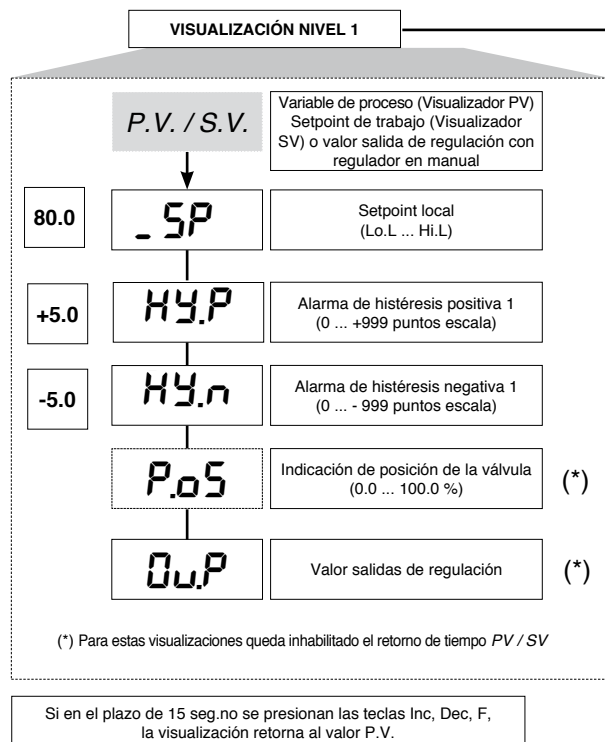 VISUALIZACIÓN NIVEL 1
P.V. / S.V.
Variable de proceso (Visualizador PV)
Setpoint de trabajo (Visualizador
SV) o valor salida de regulación con
regulador en manual
80.0
_ SP
Setpoint local
(Lo.L ... Hi.L)
+5.0
HY.P
Alarma de histéresis positiva 1
(0 ... +999 puntos escala)
-5.0
HY.n
Alarma de histéresis negativa 1
(0 ... - 999 puntos escala)
P.oS
Indicación de posición de la válvula
(0.0 ... 100.0 %)
(*)
0u.P
Valor salidas de regulación
(*)
(*) Para estas visualizaciones queda inhabilitado el retorno de tiempo PV / SV
Si en el plazo de 15 seg.no se presionan las teclas Inc, Dec, F,
la visualización retorna al valor P.V.